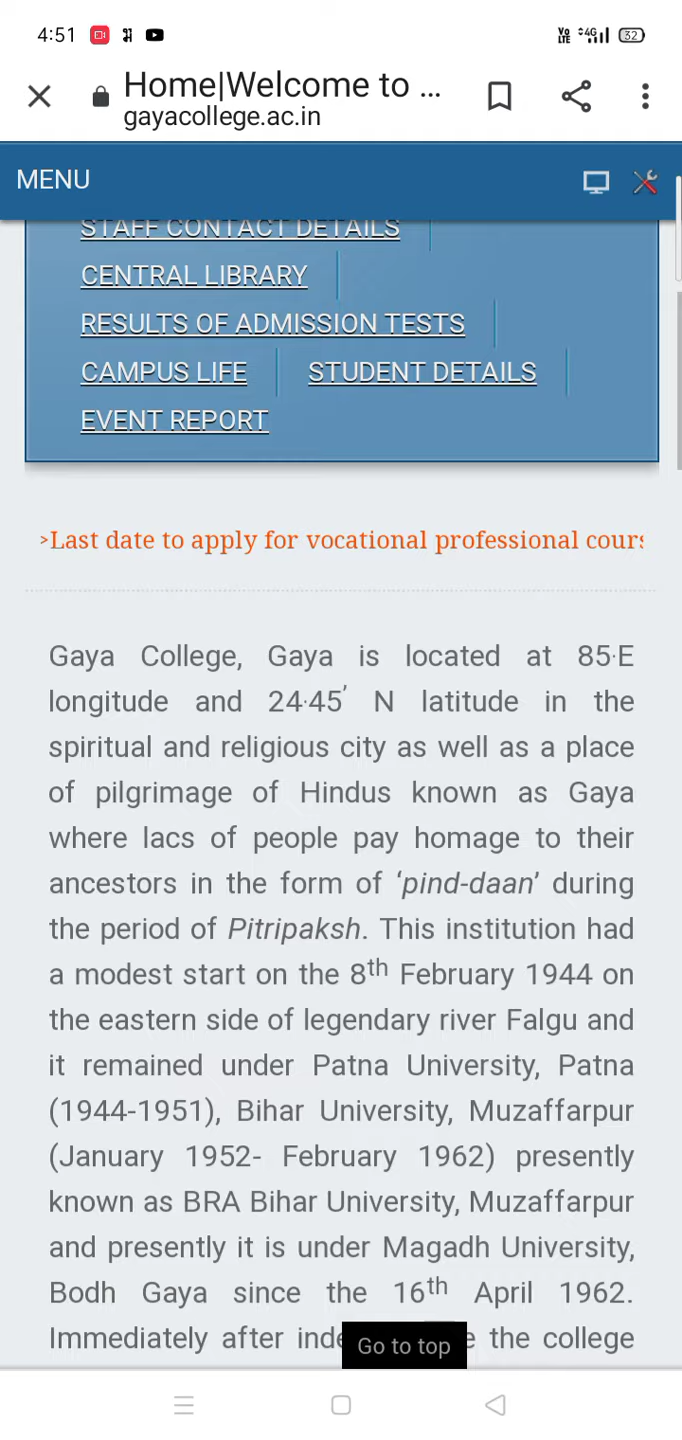 4:51
Vo LTE 4G 32
Home|Welcome to ...
gayacollege.ac.in
MENU
STAFF CONTACT DETAILS
CENTRAL LIBRARY
RESULTS OF ADMISSION TESTS
CAMPUS LIFE STUDENT DETAILS
EVENT REPORT
>Last date to apply for vocational professional cours
Gaya College, Gaya is located at 85·E
longitude and 24·45′ N latitude in the
spiritual and religious city as well as a place
of pilgrimage of Hindus known as Gaya
where lacs of people pay homage to their
ancestors in the form of ‘pind-daan’ during
the period of Pitripaksh. This institution had
a modest start on the 8th February 1944 on
the eastern side of legendary river Falgu and
it remained under Patna University, Patna
(1944-1951), Bihar University, Muzaffarpur
(January 1952- February 1962) presently
known as BRA Bihar University, Muzaffarpur
and presently it is under Magadh University,
Bodh Gaya since the 16th April 1962.
Immediately after inde e the college
Go to top